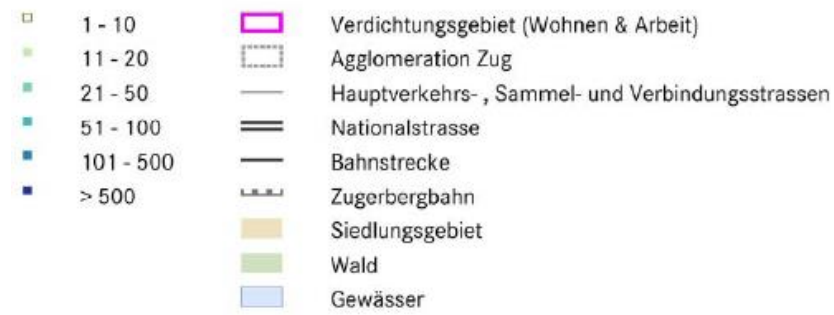 1 - 10 Verdichtungsgebiet (Wohnen & Arbeit)
11 - 20 Agglomeration Zug
21 - 50 Hauptverkehrs- , Sammel- und Verbindungsstrassen
51 - 100 Nationalstrasse
101 - 500 Bahnstrecke
> 500 Zugerbergbahn
Siedlungsgebiet
Wald
Gewässer